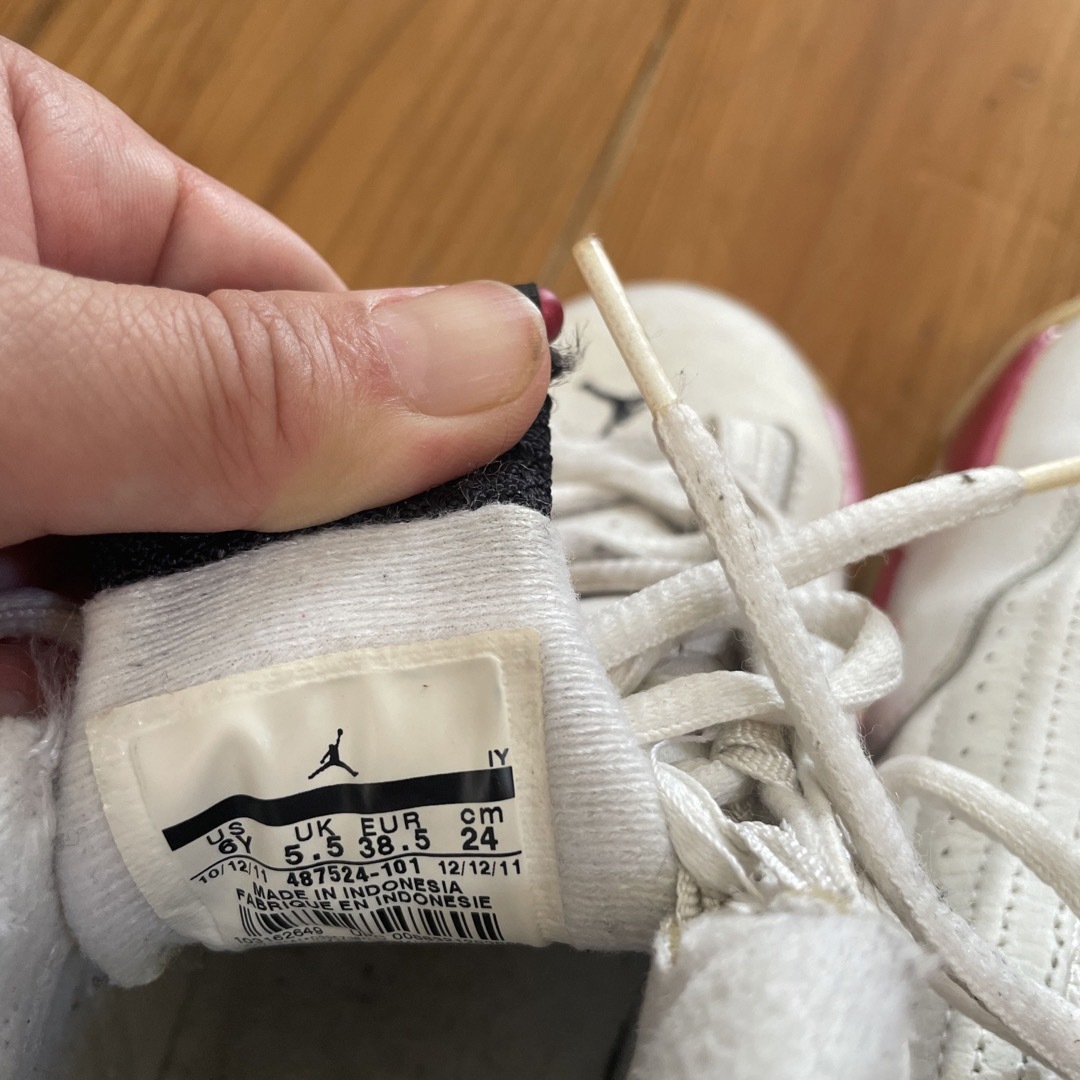 IY
US UK EUR cm
6Y 5.5 38.5 24
10/12/11 487524-101 12/12/11
MADE IN INDONESIA
FABRIQUE EN INDONESIE
103162649